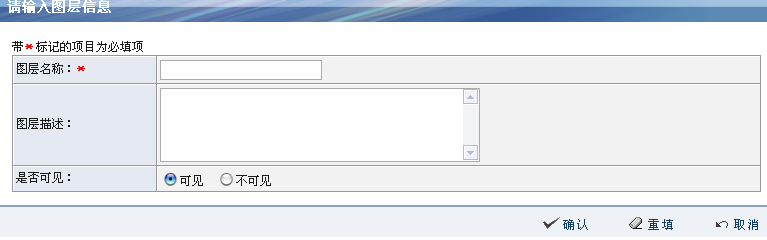 请输入图层信息
带*标记的项目为必填项
图层名称：*
图层描述：
是否可见： 可见 不可见
确认 重填 取消